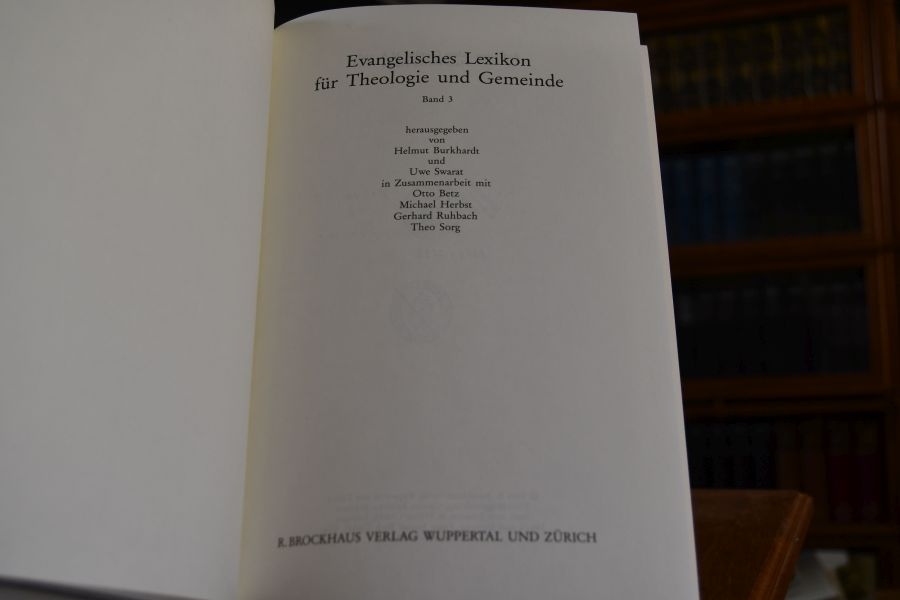 Evangelisches Lexikon
für Theologie und Gemeinde
Band 3
herausgegeben
von
Helmut Burkhardt
und
Uwe Swarat
in Zusammenarbeit mit
Otto Betz
Michael Herbst
Gerhard Ruhbach
Theo Sorg
R. BROCKHAUS VERLAG WUPPERTAL UND ZÜRICH